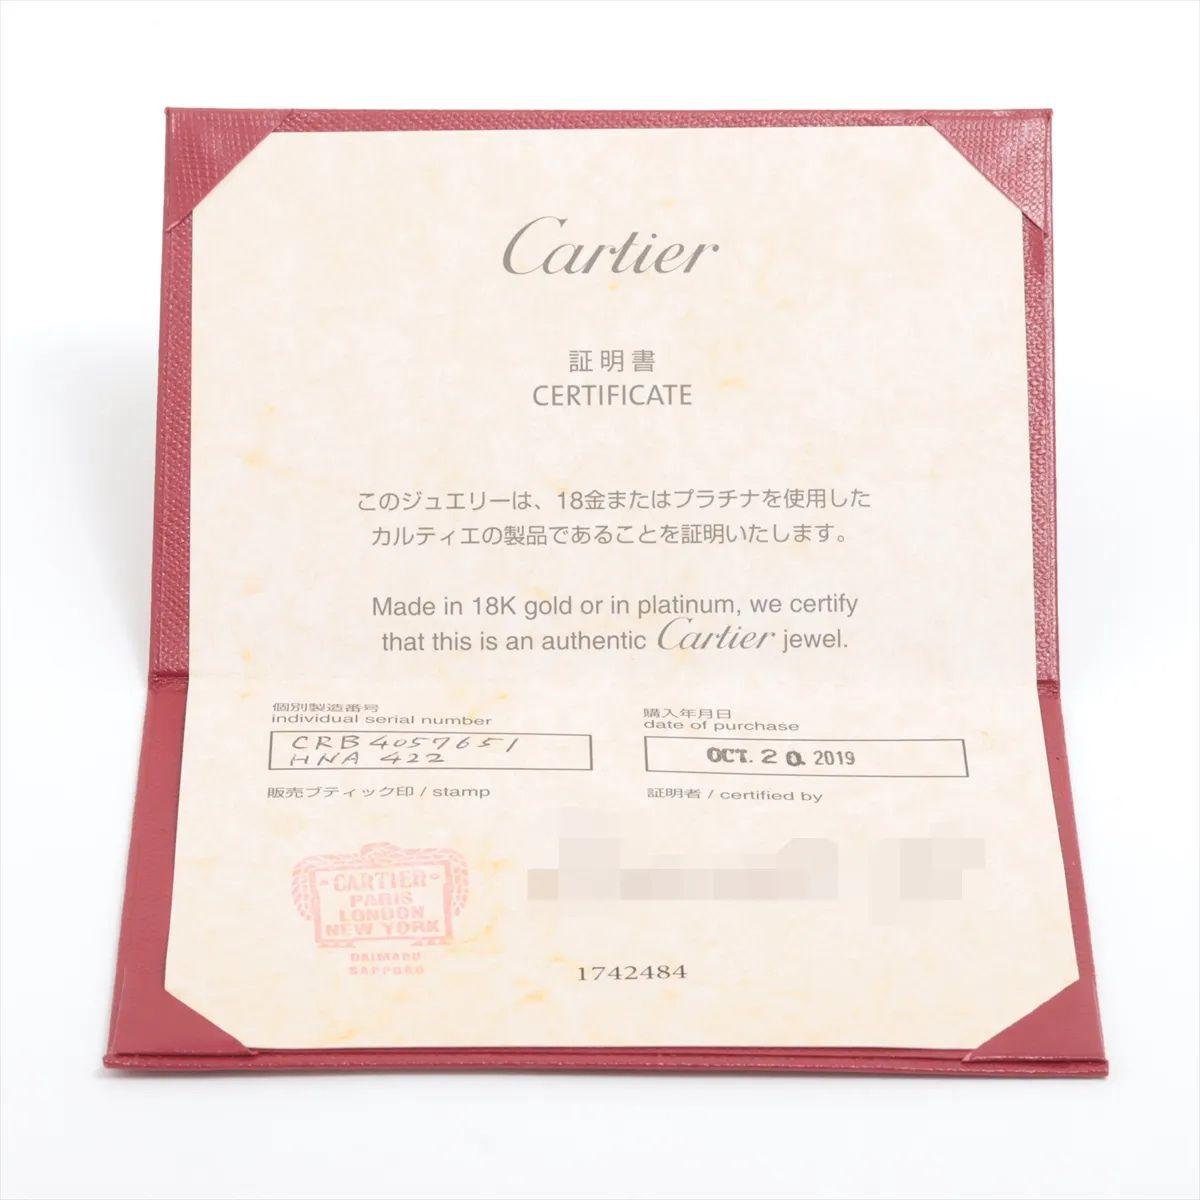 Cartier
証明書
CERTIFICATE
このジュエリーは、18金またはプラチナを使用した
カルティエの製品であることを証明いたします。
Made in 18K gold or in platinum, we certify
that this is an authentic Cartier jewel.
個別製造番号
individual serial number
CRB4057651
HNA 422
購入年月日
date of purchase
OCT. 20 2019
販売ブティック印 / stamp
証明者 / certified by
CARTIER
PARIS
LONDON
NEW YORK
DAIMARU
SAPPORO
1742484